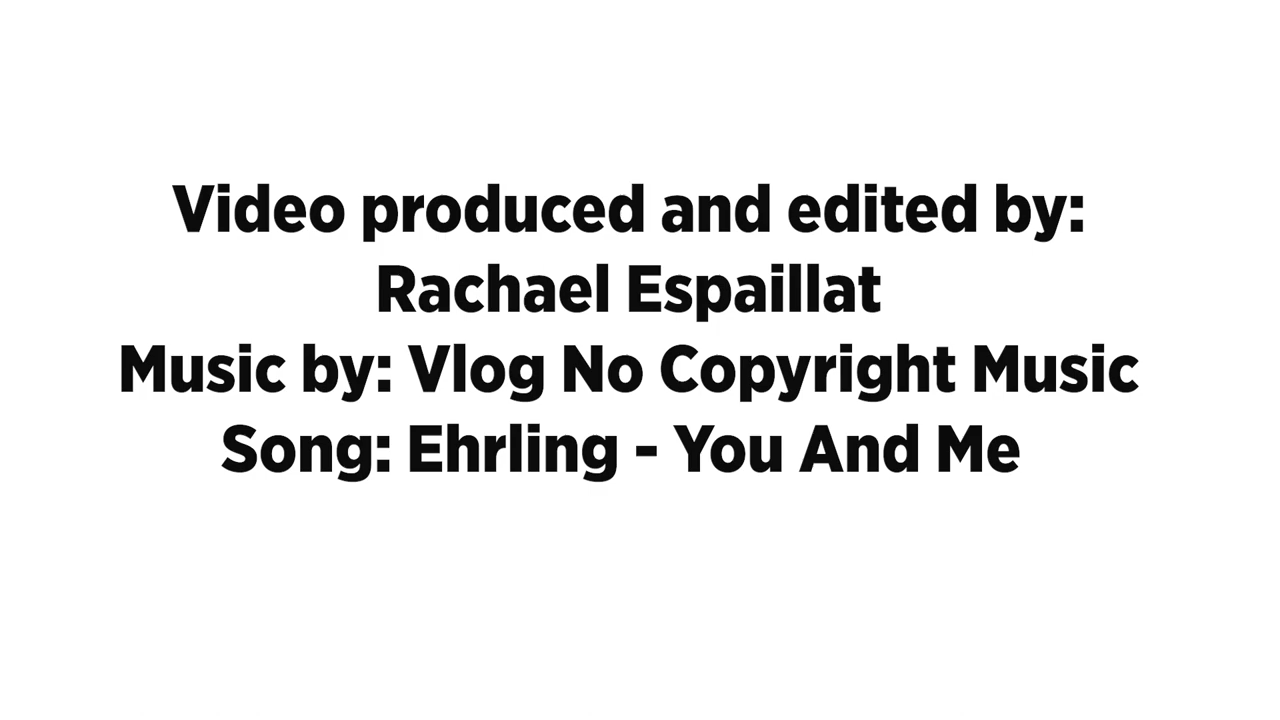 Video produced and edited by:
Rachael Espaillat
Music by: Vlog No Copyright Music
Song: Ehrling - You And Me